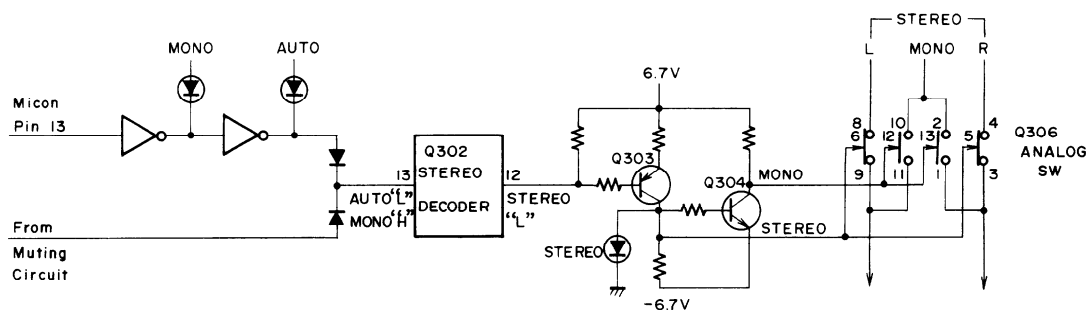 STEREO
L MONO R
MONO AUTO
6.7V
Micon
Pin 13
8 10 2 4
6 12 13 5
Q306
ANALOG
SW
9 11 1 3
Q302
STEREO
DECODER
13 12
AUTO"L"
MONO"H"
STEREO
"L"
Q303
Q304
MONO
STEREO
From
Muting
Circuit
STEREO
-6.7V